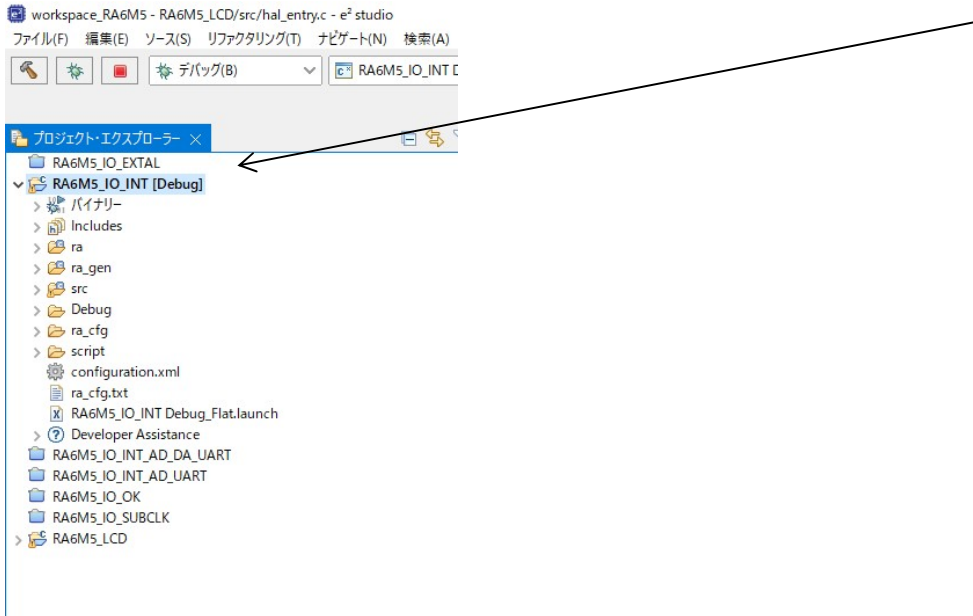 workspace_RA6M5 - RA6M5_LCD/src/hal_entry.c - e² studio
ファイル(F) 編集(E) ソース(S) リファクタリング(T) ナビゲート(N) 検索(A)
デバッグ(B) RA6M5_IO_INT D
プロジェクト・エクスプローラー
RA6M5_IO_EXTAL
RA6M5_IO_INT [Debug]
バイナリー
Includes
ra
ra_gen
src
Debug
ra_cfg
script
configuration.xml
ra_cfg.txt
RA6M5_IO_INT Debug_Flat.launch
Developer Assistance
RA6M5_IO_INT_AD_DA_UART
RA6M5_IO_INT_AD_UART
RA6M5_IO_OK
RA6M5_IO_SUBCLK
RA6M5_LCD